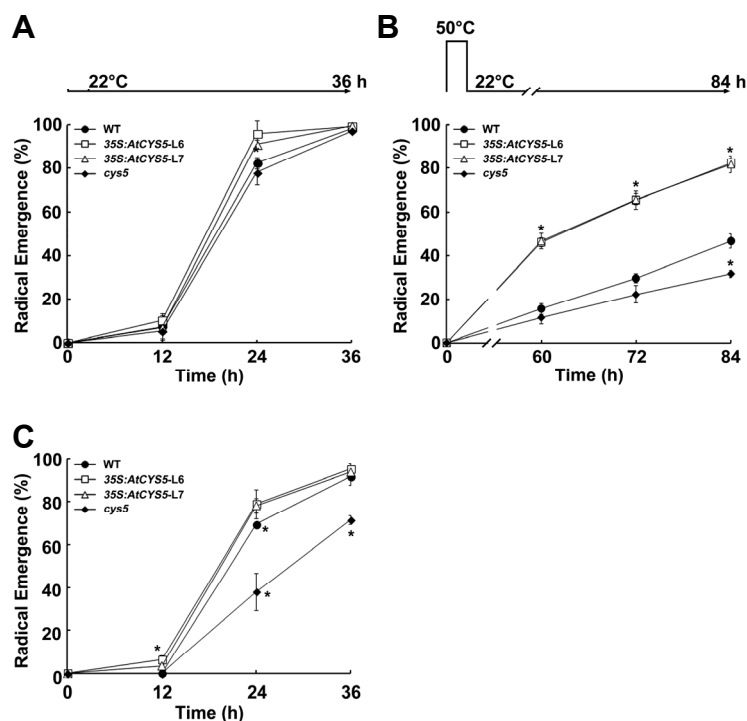 A
22°C
36 h
Radical Emergence (%)
100
80
60
40
20
0
WT
35S:AtCYS5-L6
35S:AtCYS5-L7
cys5
*
0
12
24
36
Time (h)
B
50°C
22°C
84 h
Radical Emergence (%)
100
80
60
40
20
0
WT
35S:AtCYS5-L6
35S:AtCYS5-L7
cys5
*
*
*
*
0
60
72
84
Time (h)
C
Radical Emergence (%)
100
80
60
40
20
0
WT
35S:AtCYS5-L6
35S:AtCYS5-L7
cys5
*
*
*
*
0
12
24
36
Time (h)